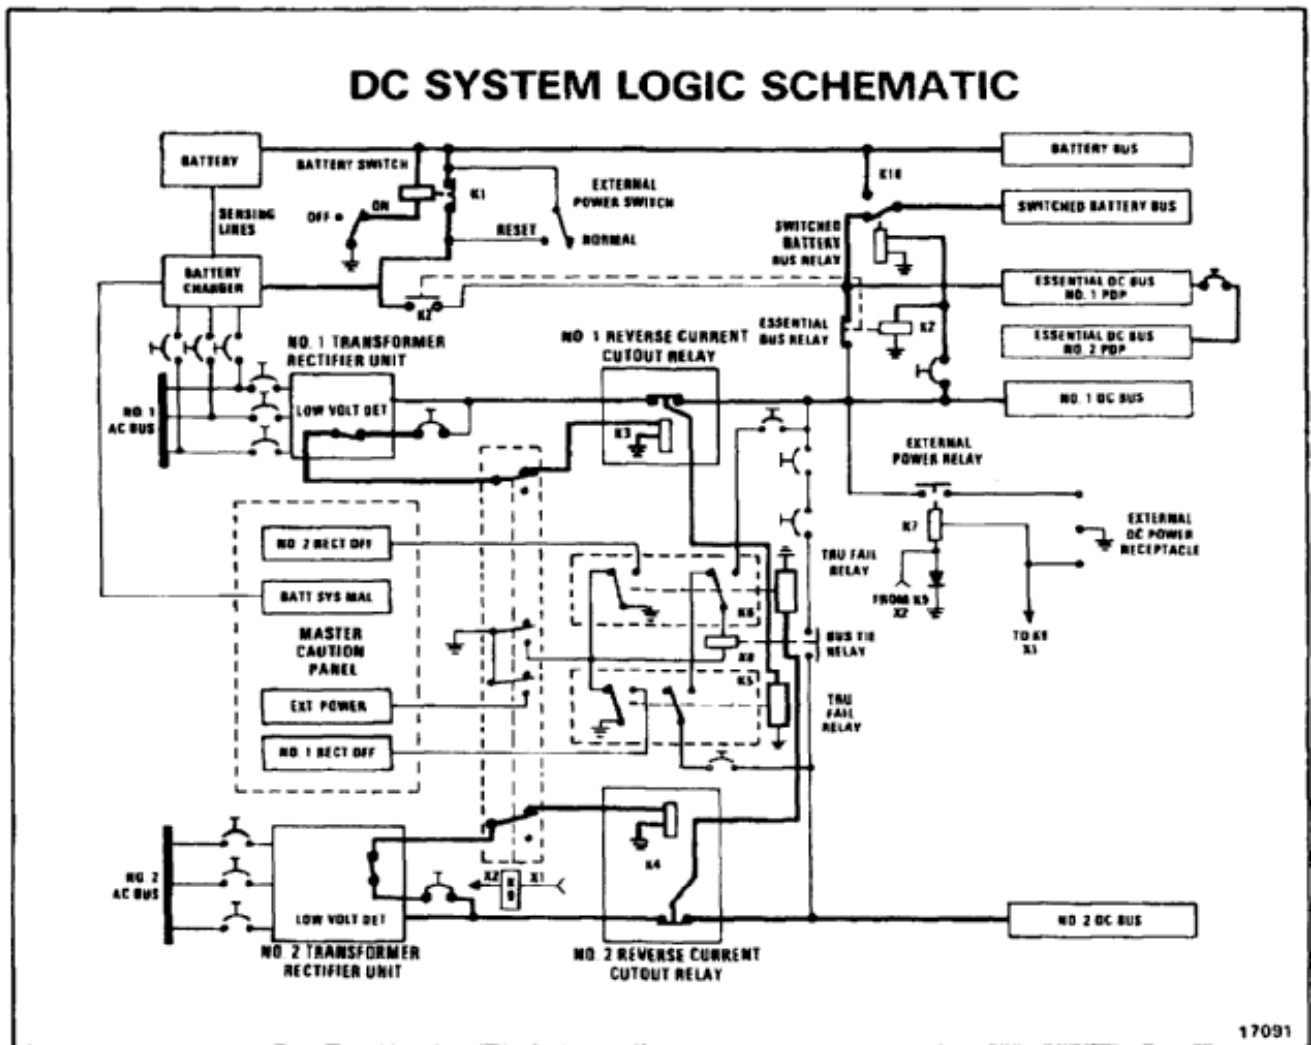 DC SYSTEM LOGIC SCHEMATIC
BATTERY
BATTERY SWITCH
BATTERY BUS
K1
EXTERNAL
POWER SWITCH
K18
SENSING
LINES
OFF
ON
SWITCHED BATTERY BUS
RESET
NORMAL
SWITCHED
BATTERY
BUS RELAY
BATTERY
CHARGER
ESSENTIAL DC BUS
NO. 1 PDP
K2
ESSENTIAL
BUS RELAY
K2
ESSENTIAL DC BUS
NO. 2 PDP
NO. 1 TRANSFORMER
RECTIFIER UNIT
NO. 1 REVERSE CURRENT
CUTOUT RELAY
NO. 1
AC BUS
LOW VOLT DET
K3
NO. 1 DC BUS
EXTERNAL
POWER RELAY
K7
EXTERNAL
DC POWER
RECEPTACLE
NO. 2 RECT OFF
TRU FAIL
RELAY
FROM K9
X2
BATT SYS MAL
K6
TO K9
X1
MASTER
CAUTION
PANEL
K8
BUS TIE
RELAY
K5
EXT POWER
TRU
FAIL
RELAY
NO. 1 RECT OFF
NO. 2
AC BUS
K4
X2
K
9
X1
LOW VOLT DET
NO. 2 DC BUS
NO. 2 TRANSFORMER
RECTIFIER UNIT
NO. 2 REVERSE CURRENT
CUTOUT RELAY
17091